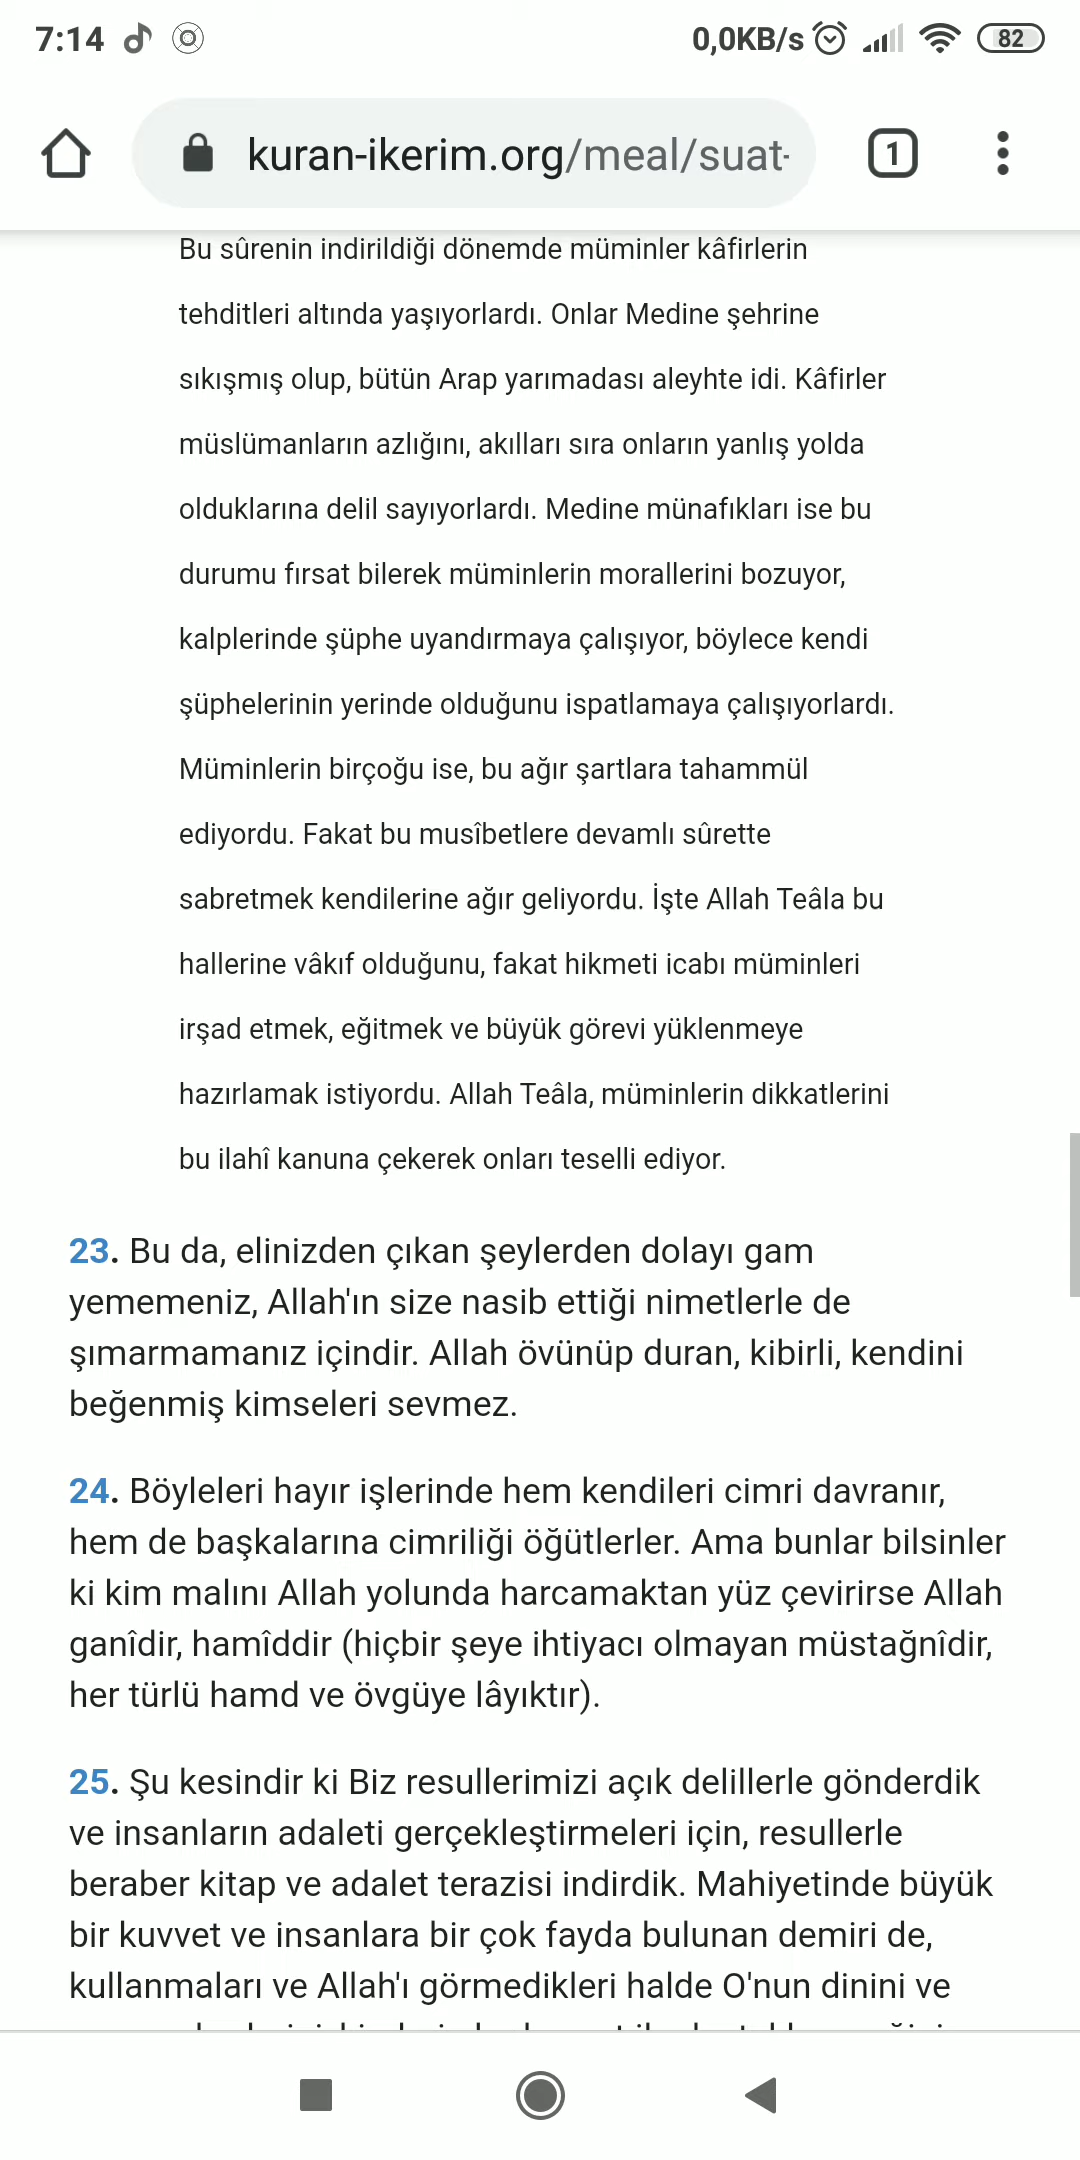 7:14
0,0KB/s
82
kuran-ikerim.org/meal/suat-
1
Bu sûrenin indirildiği dönemde müminler kâfirlerin
tehditleri altında yaşıyorlardı. Onlar Medine şehrine
sıkışmış olup, bütün Arap yarımadası aleyhte idi. Kâfirler
müslümanların azlığını, akılları sıra onların yanlış yolda
olduklarına delil sayıyorlardı. Medine münafıkları ise bu
durumu fırsat bilerek müminlerin morallerini bozuyor,
kalplerinde şüphe uyandırmaya çalışıyor, böylece kendi
şüphelerinin yerinde olduğunu ispatlamaya çalışıyorlardı.
Müminlerin birçoğu ise, bu ağır şartlara tahammül
ediyordu. Fakat bu musîbetlere devamlı sûrette
sabretmek kendilerine ağır geliyordu. İşte Allah Teâla bu
hallerine vâkıf olduğunu, fakat hikmeti icabı müminleri
irşad etmek, eğitmek ve büyük görevi yüklenmeye
hazırlamak istiyordu. Allah Teâla, müminlerin dikkatlerini
bu ilahî kanuna çekerek onları teselli ediyor.
23. Bu da, elinizden çıkan şeylerden dolayı gam
yememeniz, Allah'ın size nasib ettiği nimetlerle de
şımarmamanız içindir. Allah övünüp duran, kibirli, kendini
beğenmiş kimseleri sevmez.
24. Böyleleri hayır işlerinde hem kendileri cimri davranır,
hem de başkalarına cimriliği öğütlerler. Ama bunlar bilsinler
ki kim malını Allah yolunda harcamaktan yüz çevirirse Allah
ganîdir, hamîddir (hiçbir şeye ihtiyacı olmayan müstağnîdir,
her türlü hamd ve övgüye lâyıktır).
25. Şu kesindir ki Biz resullerimizi açık delillerle gönderdik
ve insanların adaleti gerçekleştirmeleri için, resullerle
beraber kitap ve adalet terazisi indirdik. Mahiyetinde büyük
bir kuvvet ve insanlara bir çok fayda bulunan demiri de,
kullanmaları ve Allah'ı görmedikleri halde O'nun dinini ve